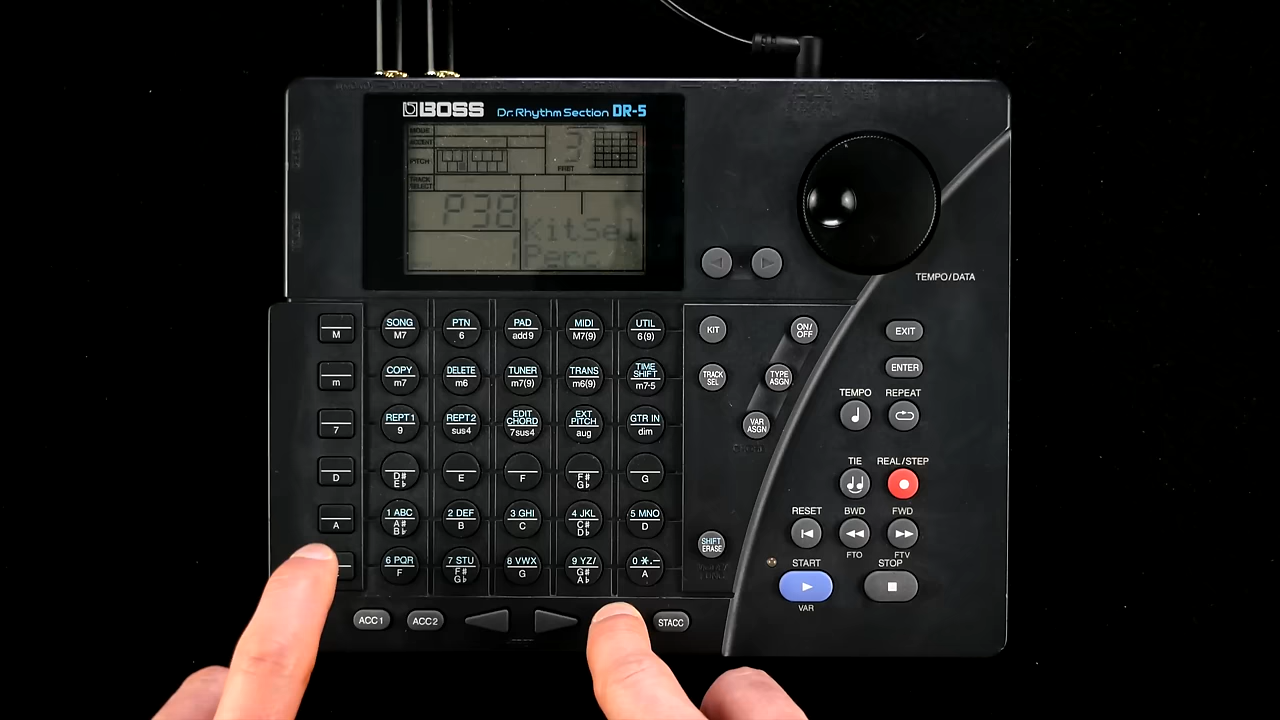 BOSS Dr.Rhythm Section DR-5
MODE
ACCENT
PITCH
3
FRET
TRACK SELECT
P38
KitSel
1 Perc
TEMPO/DATA
M
SONG M7
PTN 6
PAD add9
MIDI M7(9)
UTIL 6(9)
KIT
ON/OFF
EXIT
m
COPY m7
DELETE m6
TUNER m7(9)
TRANS m6(9)
TIME SHIFT m7-5
TRACK SEL
TYPE ASGN
ENTER
TEMPO
REPEAT
7
REPT1 9
REPT2 sus4
EDIT CHORD 7sus4
EXT PITCH aug
GTR IN dim
VAR ASGN
Chord
TIE
REAL/STEP
D
D# E♭
E
F
F# G♭
G
RESET
BWD
FWD
A
1 ABC A# B♭
2 DEF B
3 GHI C
4 JKL C# D♭
5 MNO D
SHIFT ERASE
FTO
FTV
6 PQR F
7 STU F# G♭
8 VWX G
9 YZ/ G# A♭
0 *.– A
START
STOP
VAR
ACC1
ACC2
STACC